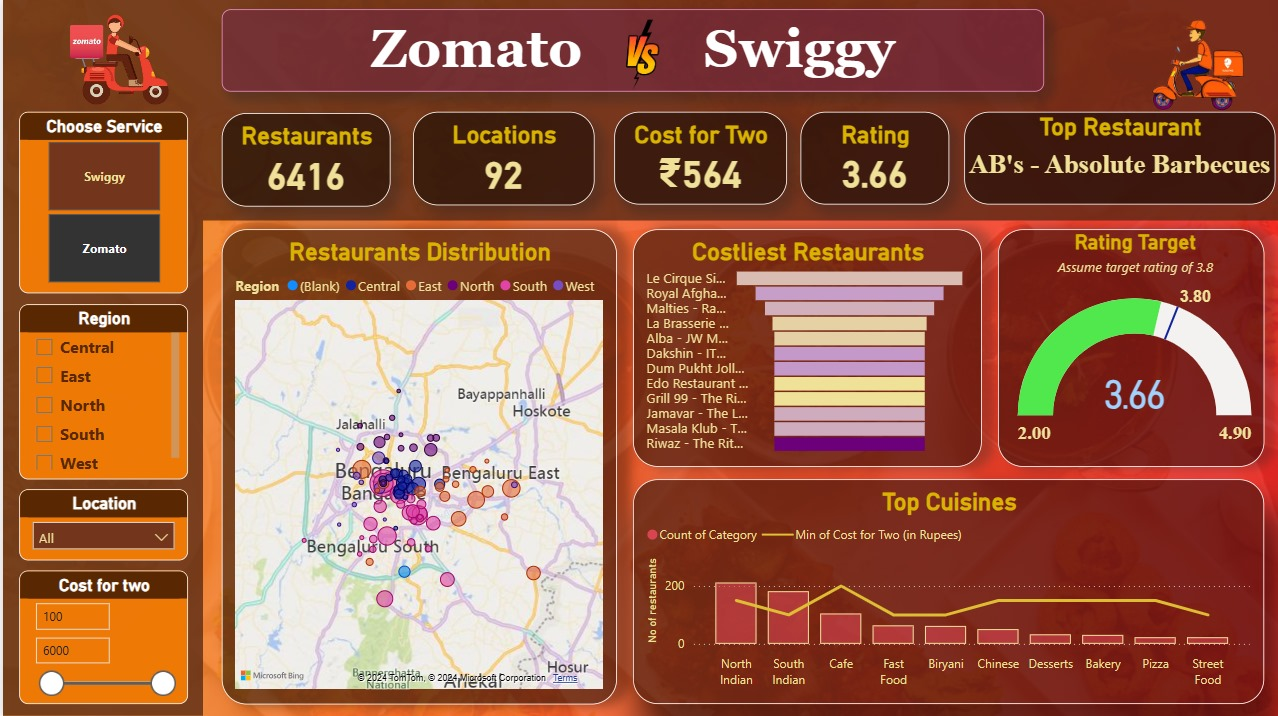 Zomato VS Swiggy
zomato
Choose Service
Swiggy
Zomato
Region
Central
East
North
South
West
Location
All
Cost for two
100
6000
Restaurants
6416
Locations
92
Cost for Two
₹564
Rating
3.66
Top Restaurant
AB's - Absolute Barbecues
Restaurants Distribution
Region (Blank) Central East North South West
Bayappanhalli
Hoskote
Jalahalli
Bengaluru
Bengaluru East
Bangalore
Bengaluru South
Bannerghatta
National
Anekal
Hosur
Microsoft Bing
© 2024 TomTom, © 2024 Microsoft Corporation Terms
Costliest Restaurants
Le Cirque Si...
Royal Afgha...
Malties - Ra...
La Brasserie ...
Alba - JW M...
Dakshin - IT...
Dum Pukht Joll...
Edo Restaurant ...
Grill 99 - The Ri...
Jamavar - The L...
Masala Klub - T...
Riwaz - The Rit...
Rating Target
Assume target rating of 3.8
3.80
3.66
2.00
4.90
Top Cuisines
Count of Category Min of Cost for Two (in Rupees)
No of restaurants
200
0
North Indian
South Indian
Cafe
Fast Food
Biryani
Chinese
Desserts
Bakery
Pizza
Street Food